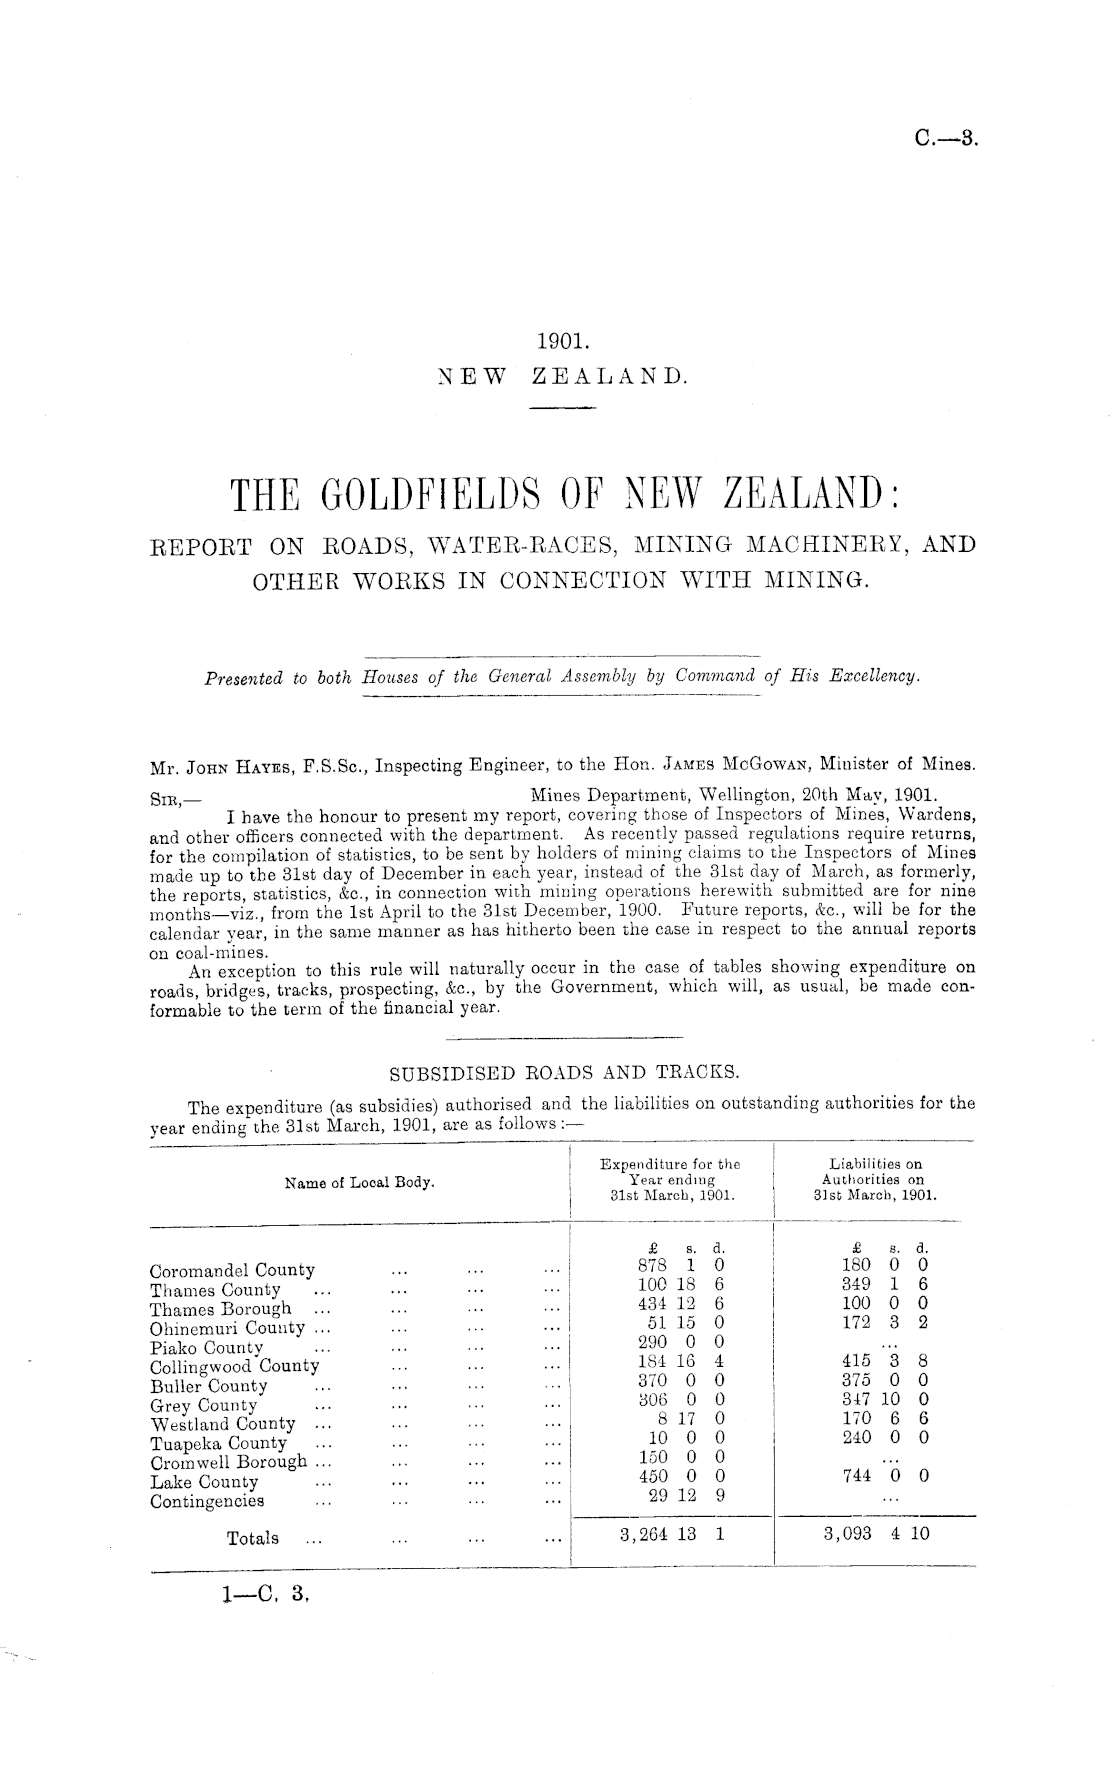 C.—3.
1901.
NEW ZEALAND.
THE GOLDFIELDS OF NEW ZEALAND:
REPORT ON ROADS, WATER-RACES, MINING MACHINERY, AND
OTHER WORKS IN CONNECTION WITH MINING.
Presented to both Houses of the General Assembly by Command of His Excellency.
Mr. JOHN HAYES, F.S.Sc., Inspecting Engineer, to the Hon. JAMES MCGOWAN, Minister of Mines.
SIR,— Mines Department, Wellington, 20th May, 1901.
I have the honour to present my report, covering those of Inspectors of Mines, Wardens,
and other officers connected with the department. As recently passed regulations require returns,
for the compilation of statistics, to be sent by holders of mining claims to the Inspectors of Mines
made up to the 31st day of December in each year, instead of the 31st day of March, as formerly,
the reports, statistics, &c., in connection with mining operations herewith submitted are for nine
months—viz., from the 1st April to the 31st December, 1900. Future reports, &c., will be for the
calendar year, in the same manner as has hitherto been the case in respect to the annual reports
on coal-mines.
An exception to this rule will naturally occur in the case of tables showing expenditure on
roads, bridges, tracks, prospecting, &c., by the Government, which will, as usual, be made con-
formable to the term of the financial year.
SUBSIDISED ROADS AND TRACKS.
The expenditure (as subsidies) authorised and the liabilities on outstanding authorities for the
year ending the 31st March, 1901, are as follows:—
Name of Local Body.
Expenditure for the
Year ending
31st March, 1901.
Liabilities on
Authorities on
31st March, 1901.
£ s. d. £ s. d.
Coromandel County ... ... ... 878 1 0 180 0 0
Thames County ... ... ... ... 100 18 6 349 1 6
Thames Borough ... ... ... ... 434 12 6 100 0 0
Ohinemuri County ... ... ... ... 51 15 0 172 3 2
Piako County ... ... ... ... 290 0 0 ...
Collingwood County ... ... ... 184 16 4 415 3 8
Buller County ... ... ... ... 370 0 0 375 0 0
Grey County ... ... ... ... 306 0 0 347 10 0
Westland County ... ... ... ... 8 17 0 170 6 6
Tuapeka County ... ... ... ... 10 0 0 240 0 0
Cromwell Borough ... ... ... ... 150 0 0 ...
Lake County ... ... ... ... 450 0 0 744 0 0
Contingencies ... ... ... ... 29 12 9 ...
Totals ... ... ... ... 3,264 13 1 3,093 4 10
1—C. 3.